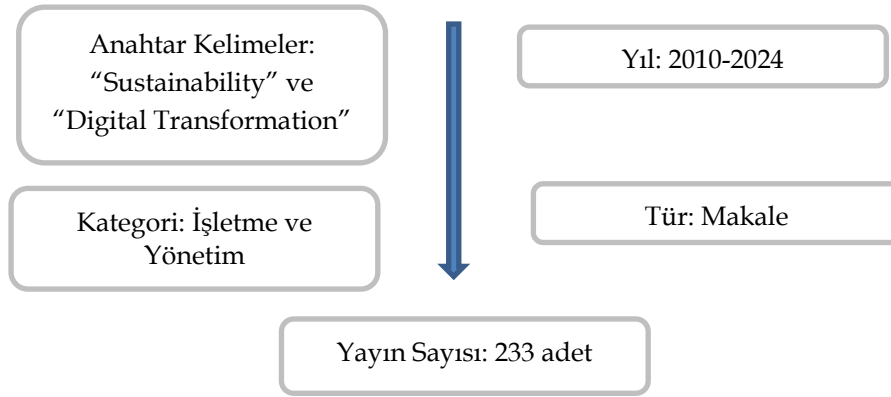 Anahtar Kelimeler:
“Sustainability” ve
“Digital Transformation”
Yıl: 2010-2024
Kategori: İşletme ve
Yönetim
Tür: Makale
Yayın Sayısı: 233 adet